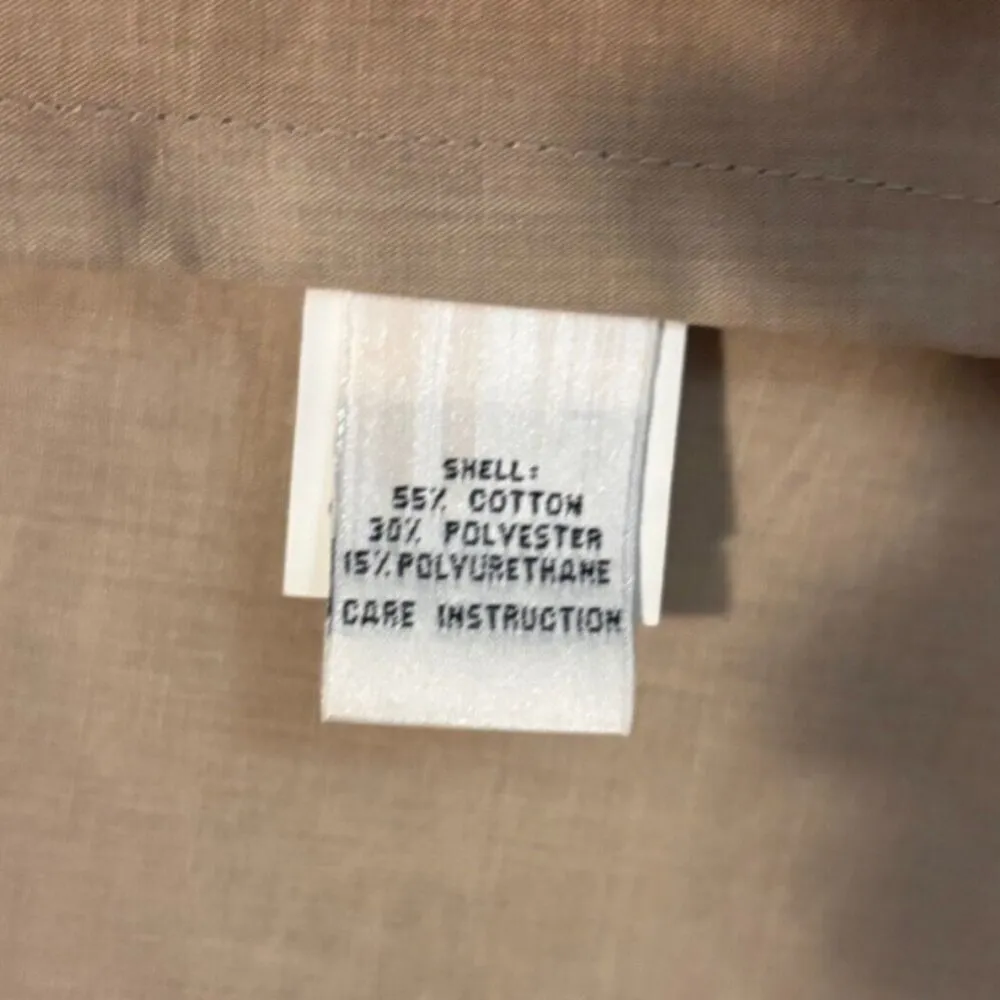 SHELL:
55% COTTON
30% POLYESTER
15% POLYURETHANE
CARE INSTRUCTION